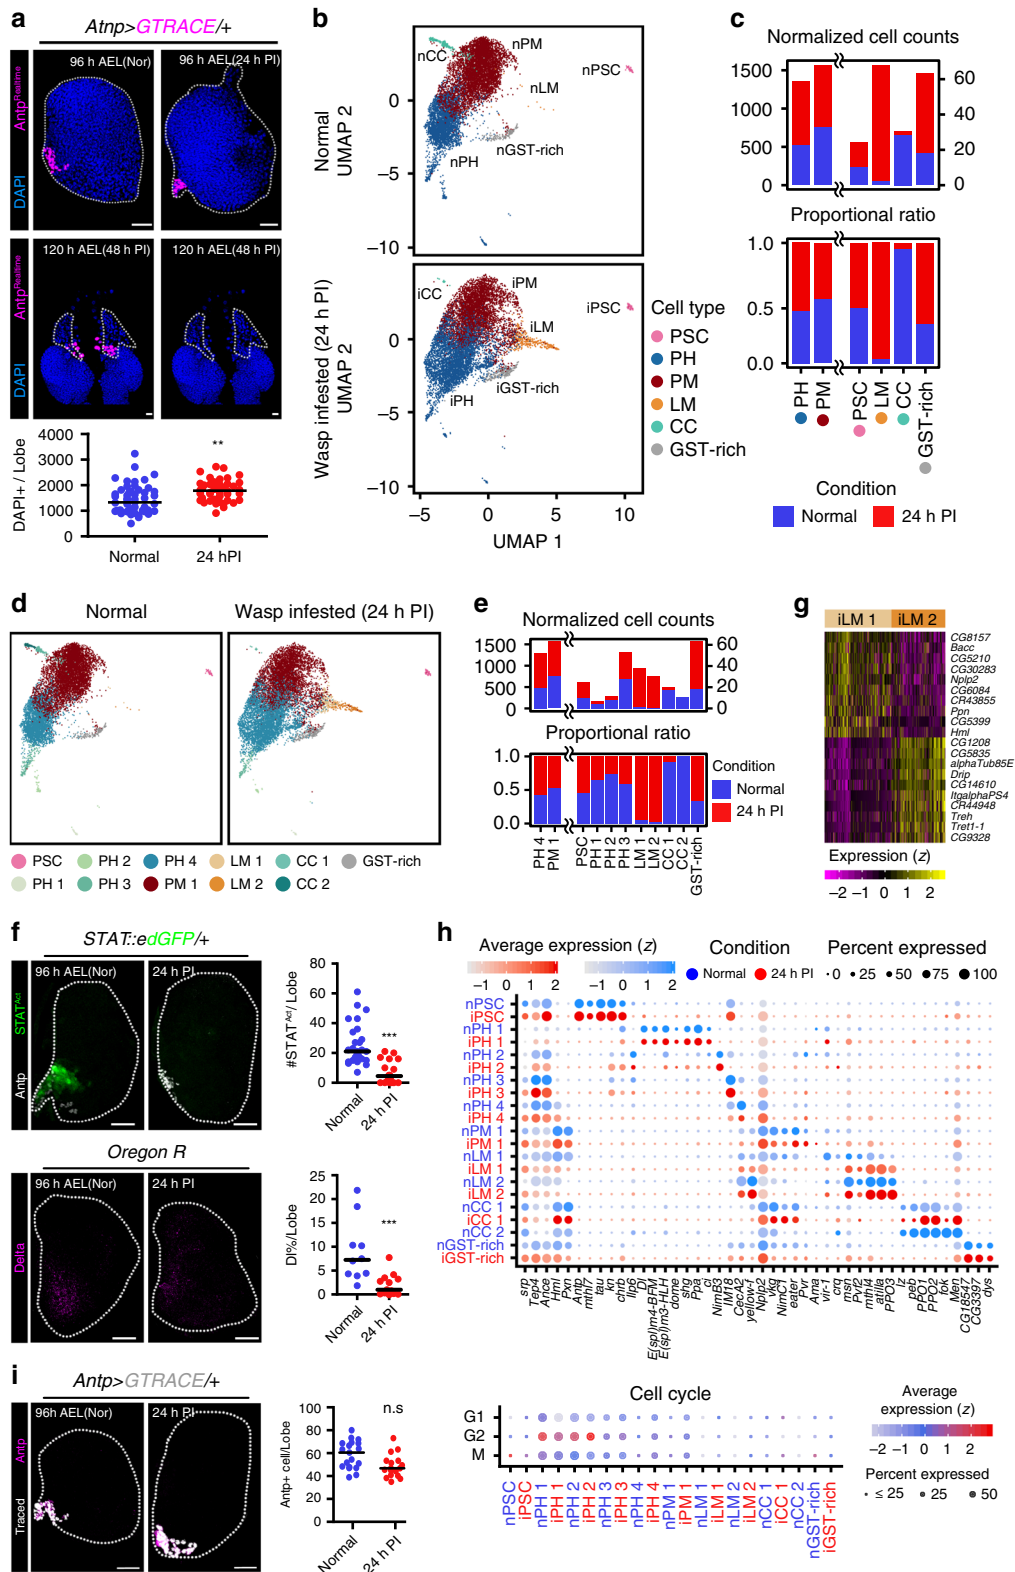 a
Atnp>GTRACE/+
96 h AEL(Nor)
96 h AEL(24 h PI)
Antp^Realtime
DAPI
120 h AEL(48 h PI)
120 h AEL(48 h PI)
Antp^Realtime
DAPI
DAPI+ / Lobe
4000
3000
2000
1000
0
**
Normal
24 hPI
b
Normal
UMAP 2
0
−5
−10
nCC
nPM
nPSC
nLM
nGST-rich
nPH
Wasp infested (24 h PI)
UMAP 2
0
−5
−10
iCC
iPM
iPSC
iLM
iGST-rich
iPH
−5
0
5
10
UMAP 1
Cell type
PSC
PH
PM
LM
CC
GST-rich
c
Normalized cell counts
1500
1000
500
0
60
40
20
0
Proportional ratio
1.0
0.5
0.0
PH
PM
PSC
LM
CC
GST-rich
Condition
Normal
24 h PI
d
Normal
Wasp infested (24 h PI)
PSC
PH 2
PH 4
LM 1
CC 1
GST-rich
PH 1
PH 3
PM 1
LM 2
CC 2
e
Normalized cell counts
1500
1000
500
0
60
40
20
0
Proportional ratio
1.0
0.5
0.0
PH 4
PM 1
PSC
PH 1
PH 2
PH 3
LM 1
LM 2
CC 1
CC 2
GST-rich
Condition
Normal
24 h PI
g
iLM 1
iLM 2
CG8157
Bacc
CG5210
CG30283
Nplp2
CG6084
CR43855
Ppn
CG5399
Hml
CG1208
CG5835
alphaTub85E
Drip
CG14610
ItgalphaPS4
CR44948
Treh
Tret1-1
CG9328
Expression (z)
−2 −1 0 1 2
f
STAT::edGFP/+
96 h AEL(Nor)
24 h PI
STAT^Act
Antp
#STAT^Act/ Lobe
80
60
40
20
0
***
Normal
24 h PI
Oregon R
96 h AEL(Nor)
24 h PI
Delta
DI%/Lobe
25
20
15
10
5
0
***
Normal
24 h PI
h
Average expression (z)
−1 0 1 2
−1 0 1 2
Condition
Normal
24 h PI
Percent expressed
0 25 50 75 100
nPSC
iPSC
nPH 1
iPH 1
nPH 2
iPH 2
nPH 3
iPH 3
nPH 4
iPH 4
nPM 1
iPM 1
nLM 1
iLM 1
nLM 2
iLM 2
nCC 1
iCC 1
nCC 2
nGST-rich
iGST-rich
srp
Tep4
Ance
Hml
Pxn
Antp
mthl7
tau
kn
chrb
Ilp6
Dl
E(spl)m4-BFM
E(spl)m3-HLH
dome
shg
Ppa
ci
NimB3
IM18
CecA2
yellow-f
Nplp2
vkg
NimC1
eater
Pvr
Ama
vir-1
crq
msn
Pvf2
mthl4
atilla
PPO3
lz
peb
PPO1
PPO2
fok
Men
CG18547
CG3397
dys
i
Antp>GTRACE/+
96h AEL(Nor)
24 h PI
Antp
Traced
Antp+ cell/Lobe
100
80
60
40
20
0
n.s
Normal
24 h PI
Cell cycle
G1
G2
M
nPSC
iPSC
nPH 1
iPH 1
nPH 2
iPH 2
nPH 3
iPH 3
nPH 4
iPH 4
nPM 1
iPM 1
nLM 1
iLM 1
nLM 2
iLM 2
nCC 1
iCC 1
nCC 2
nGST-rich
iGST-rich
Average
expression (z)
−2 −1 0 1 2
Percent expressed
≤ 25 25 50